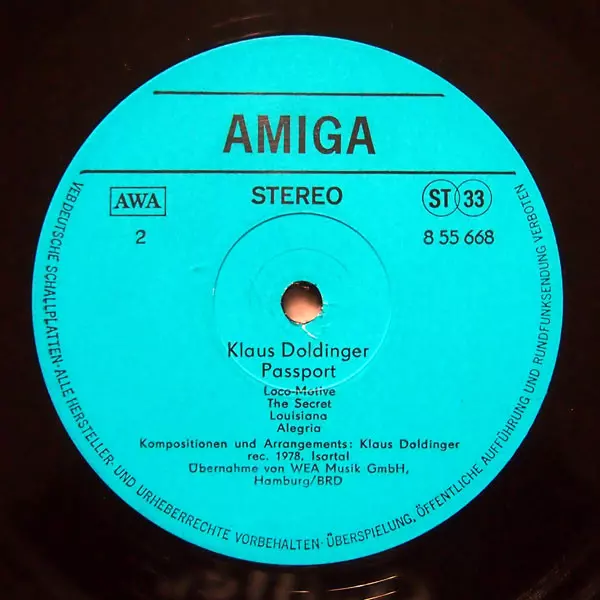 AMIGA
AWA
STEREO
ST 33
2
8 55 668
Klaus Doldinger
Passport
Loco-Motive
The Secret
Louisiana
Alegria
Kompositionen und Arrangements: Klaus Doldinger
rec. 1978, Isartal
Übernahme von WEA Musik GmbH,
Hamburg/BRD
VEB DEUTSCHE SCHALLPLATTEN·ALLE HERSTELLER- UND URHEBERRECHTE VORBEHALTEN·ÜBERSPIELUNG, ÖFFENTLICHE AUFFÜHRUNG UND RUNDFUNKSENDUNG VERBOTEN